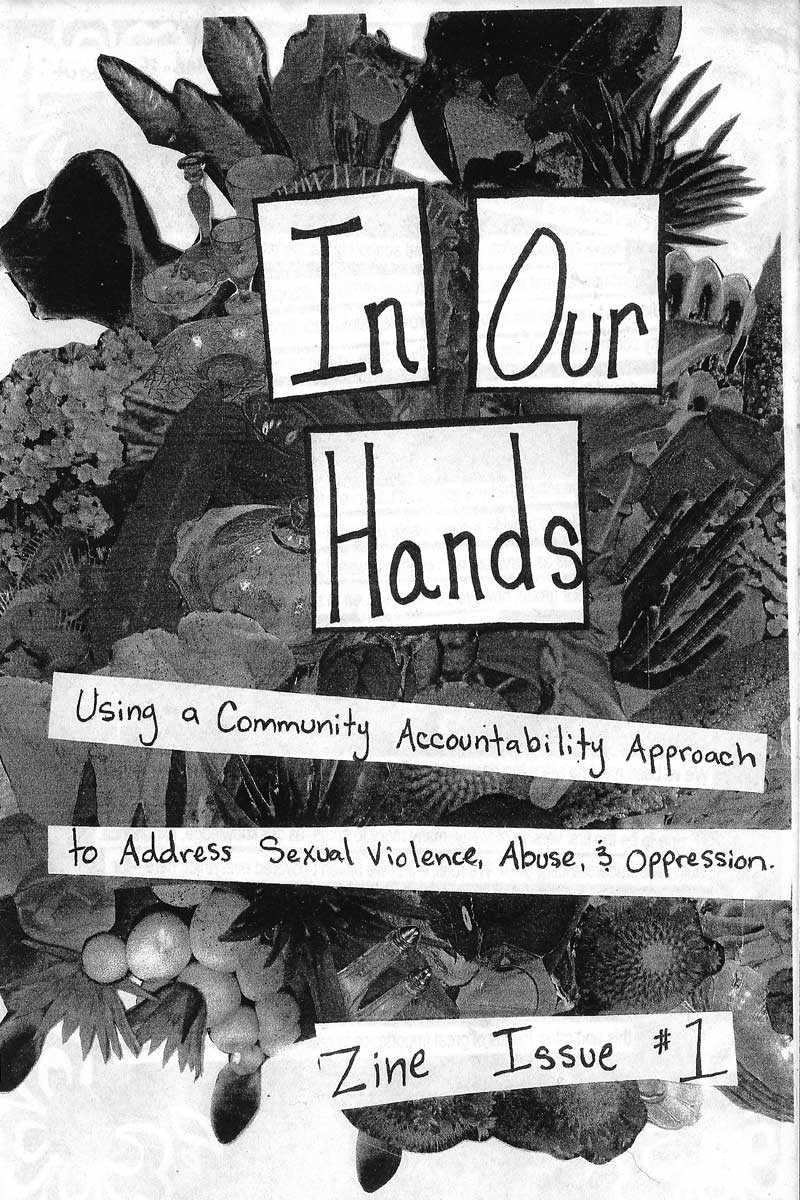 In Our
Hands
Using a Community Accountability Approach
to Address Sexual Violence, Abuse, & Oppression.
Zine Issue #1